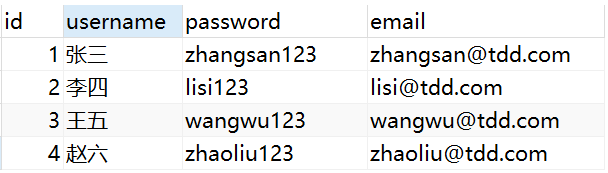 id username password email
1 张三 zhangsan123 zhangsan@tdd.com
2 李四 lisi123 lisi@tdd.com
3 王五 wangwu123 wangwu@tdd.com
4 赵六 zhaoliu123 zhaoliu@tdd.com